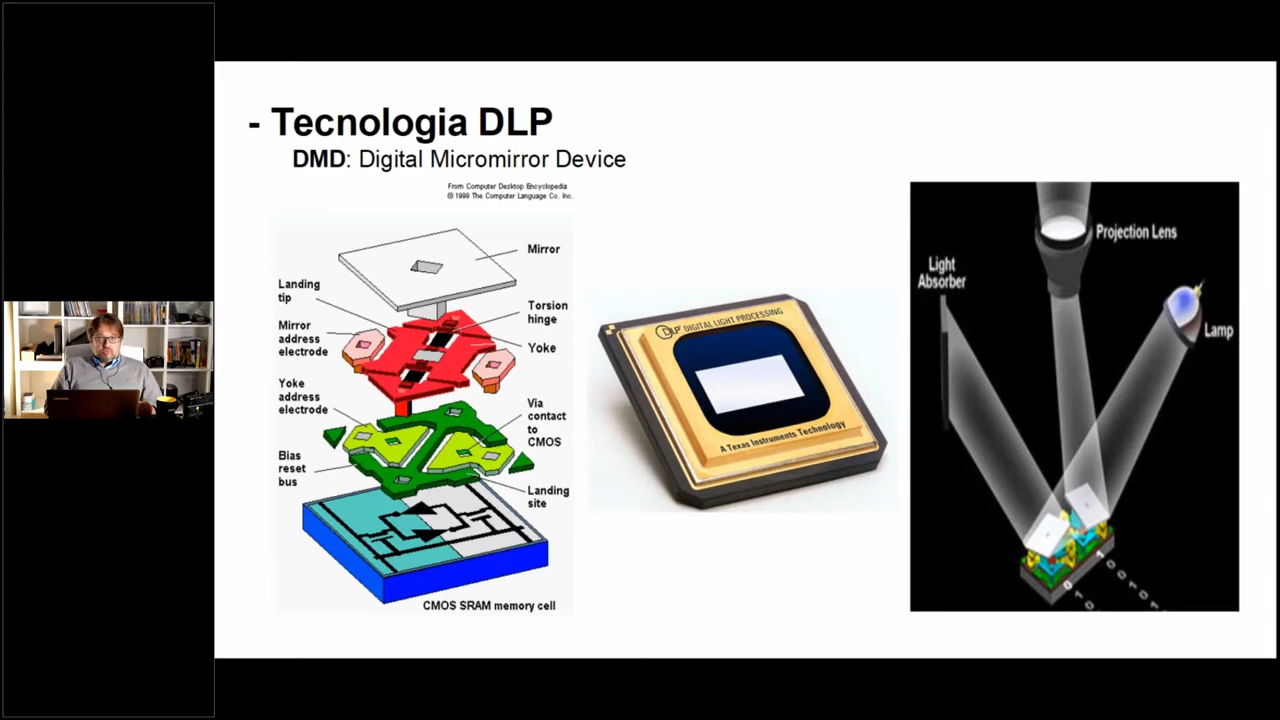 - Tecnologia DLP
DMD: Digital Micromirror Device
From Computer Desktop Encyclopedia
© 1999 The Computer Language Co. Inc.
Mirror
Landing
tip
Torsion
hinge
Mirror
address
electrode
Yoke
Yoke
address
electrode
Via
contact
to
CMOS
Bias
reset
bus
Landing
site
CMOS SRAM memory cell
DLP DIGITAL LIGHT PROCESSING
A Texas Instruments Technology
Projection Lens
Light
Absorber
Lamp